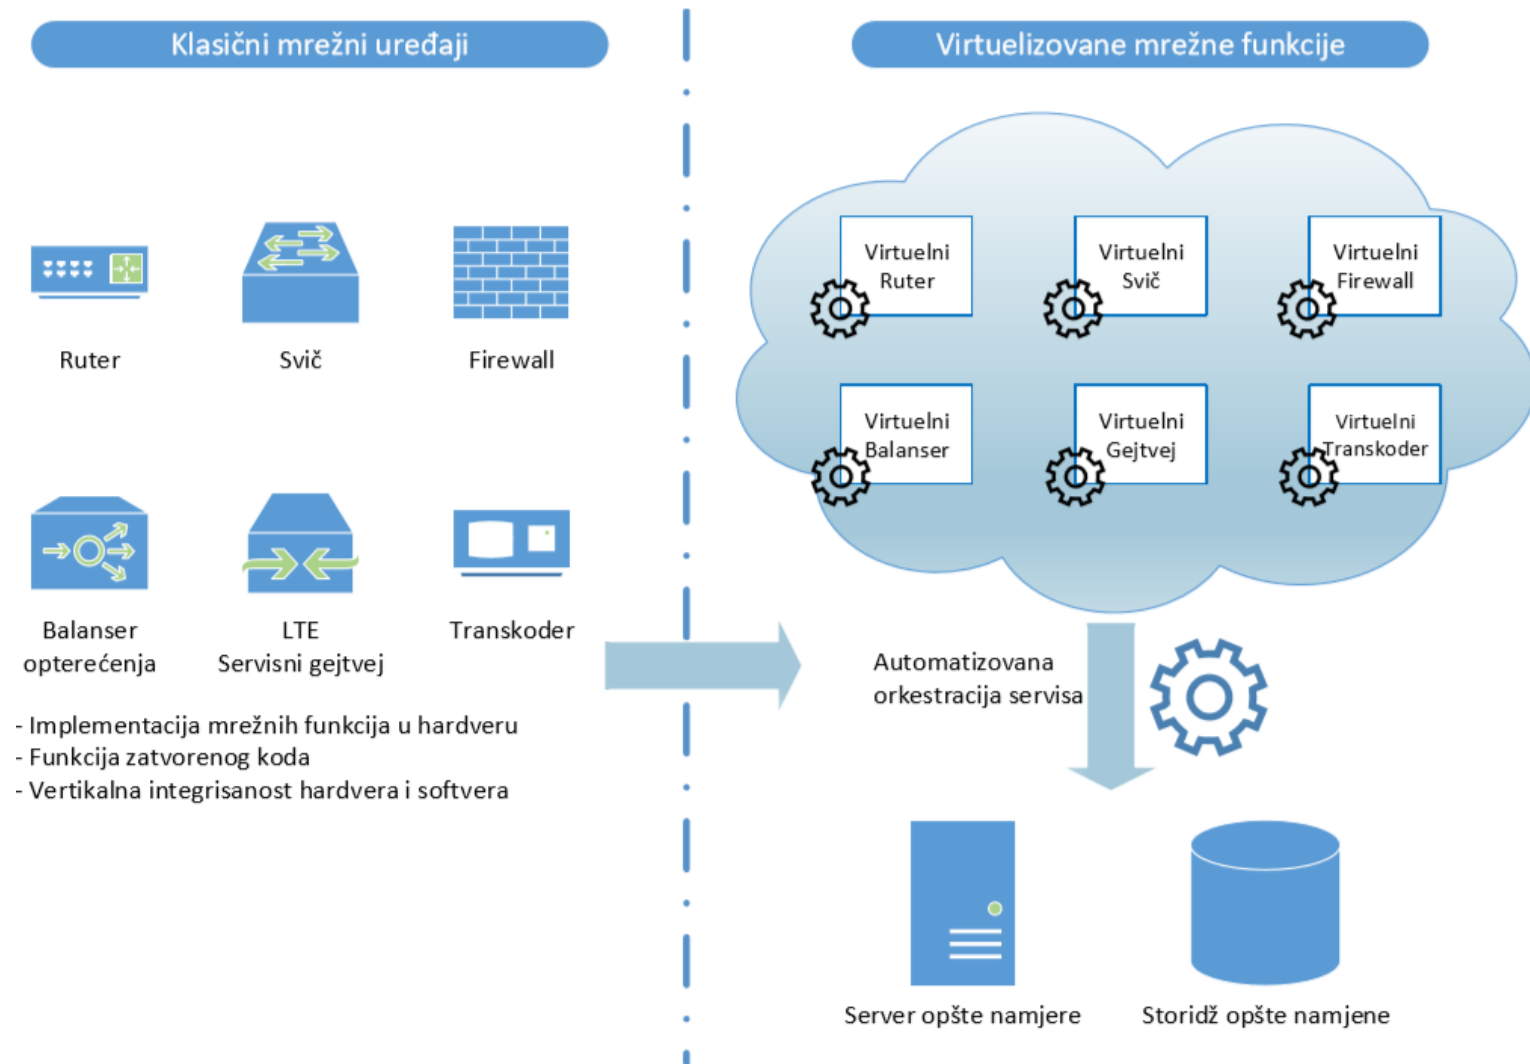 Klasični mrežni uređaji
Virtuelizovane mrežne funkcije
Ruter
Svič
Firewall
Balanser
opterećenja
LTE
Servisni gejtvej
Transkoder
- Implementacija mrežnih funkcija u hardveru
- Funkcija zatvorenog koda
- Vertikalna integrisanost hardvera i softvera
Virtuelni
Ruter
Virtuelni
Svič
Virtuelni
Firewall
Virtuelni
Balanser
Virtuelni
Gejtvej
Virtuelni
Transkoder
Automatizovana
orkestracija servisa
Server opšte namjere
Storidž opšte namjene